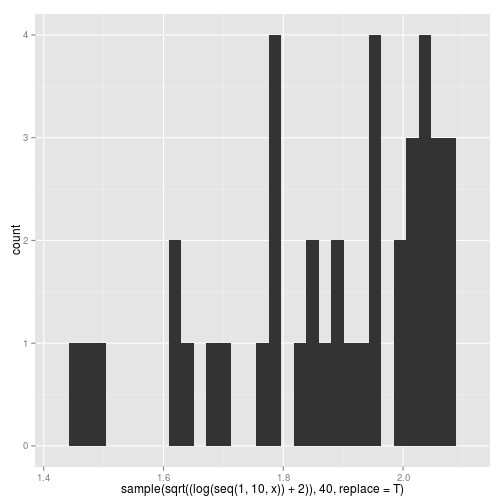 4
3
2
1
0
count
1.4 1.6 1.8 2.0
sample(sqrt((log(seq(1, 10, x)) + 2)), 40, replace = T)